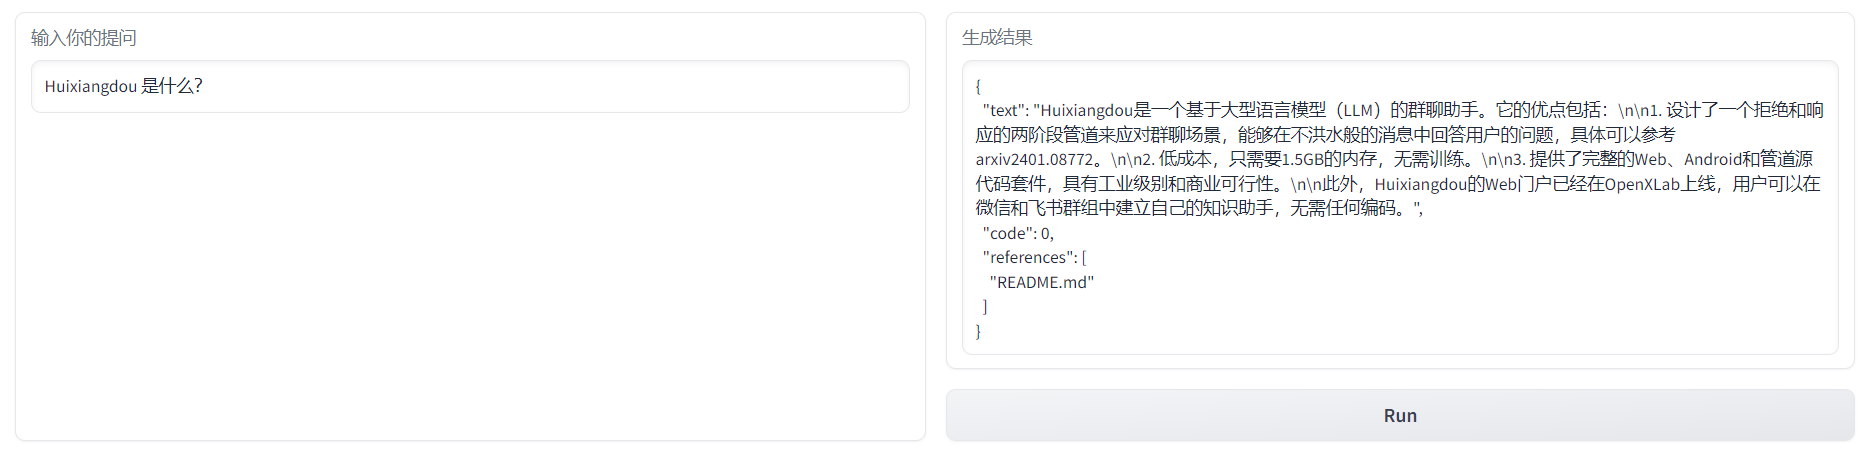 输入你的提问
Huixiangdou 是什么?
生成结果
{
"text": "Huixiangdou是一个基于大型语言模型（LLM）的群聊助手。它的优点包括：\n\n1. 设计了一个拒绝和响
应的两阶段管道来应对群聊场景，能够在不洪水般的消息中回答用户的问题，具体可以参考
arxiv2401.08772。\n\n2. 低成本，只需要1.5GB的内存，无需训练。\n\n3. 提供了完整的Web、Android和管道源
代码套件，具有工业级别和商业可行性。\n\n此外，Huixiangdou的Web门户已经在OpenXLab上线，用户可以在
微信和飞书群组中建立自己的知识助手，无需任何编码。",
"code": 0,
"references": [
"README.md"
]
}
Run